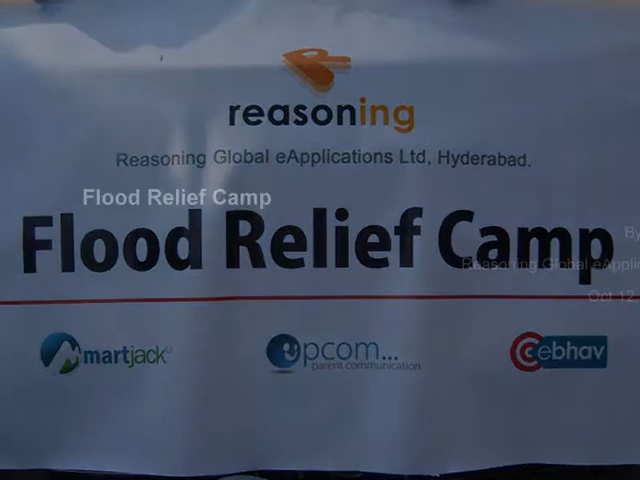 reasoning
Reasoning Global eApplications Ltd, Hyderabad.
Flood Relief Camp
Flood Relief Camp
By
Reasoning Global eApplic
Oct 12
martjack
pcom...
parent communication
Cebhav